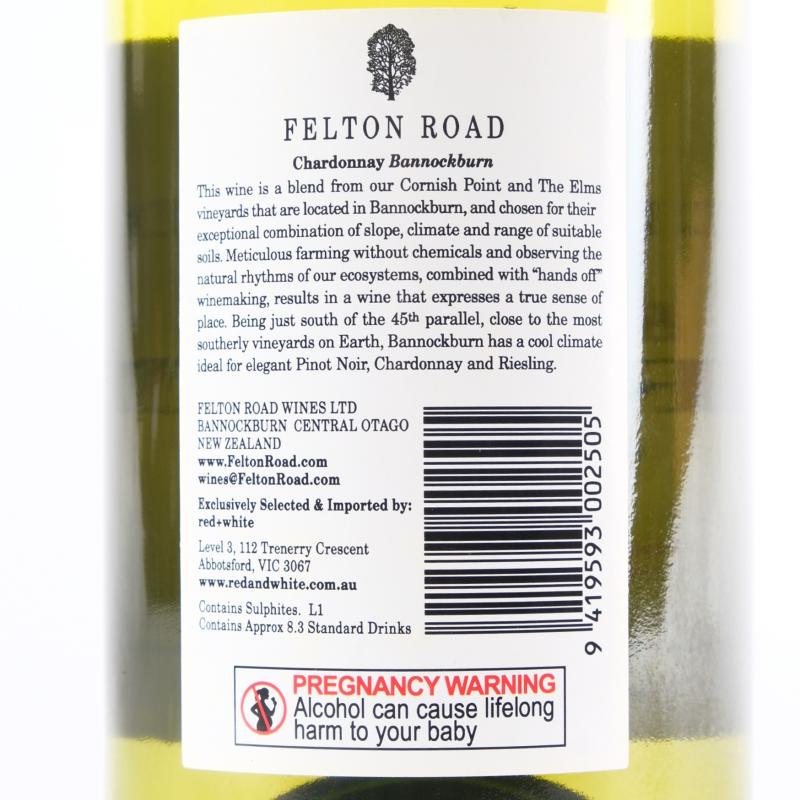 FELTON ROAD
Chardonnay Bannockburn
This wine is a blend from our Cornish Point and The Elms
vineyards that are located in Bannockburn, and chosen for their
exceptional combination of slope, climate and range of suitable
soils. Meticulous farming without chemicals and observing the
natural rhythms of our ecosystems, combined with “hands off”
winemaking, results in a wine that expresses a true sense of
place. Being just south of the 45th parallel, close to the most
southerly vineyards on Earth, Bannockburn has a cool climate
ideal for elegant Pinot Noir, Chardonnay and Riesling.
FELTON ROAD WINES LTD
BANNOCKBURN CENTRAL OTAGO
NEW ZEALAND
www.FeltonRoad.com
wines@FeltonRoad.com
Exclusively Selected & Imported by:
red+white
Level 3, 112 Trenerry Crescent
Abbotsford, VIC 3067
www.redandwhite.com.au
Contains Sulphites. L1
Contains Approx 8.3 Standard Drinks
9 419593 002505
PREGNANCY WARNING
Alcohol can cause lifelong
harm to your baby